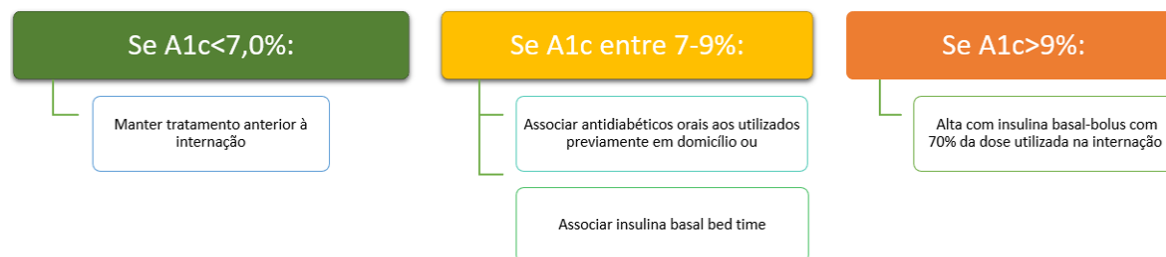 Se A1c<7,0%:
Manter tratamento anterior à
internação
Se A1c entre 7-9%:
Associar antidiabéticos orais aos utilizados
previamente em domicílio ou
Associar insulina basal bed time
Se A1c>9%:
Alta com insulina basal-bolus com
70% da dose utilizada na internação